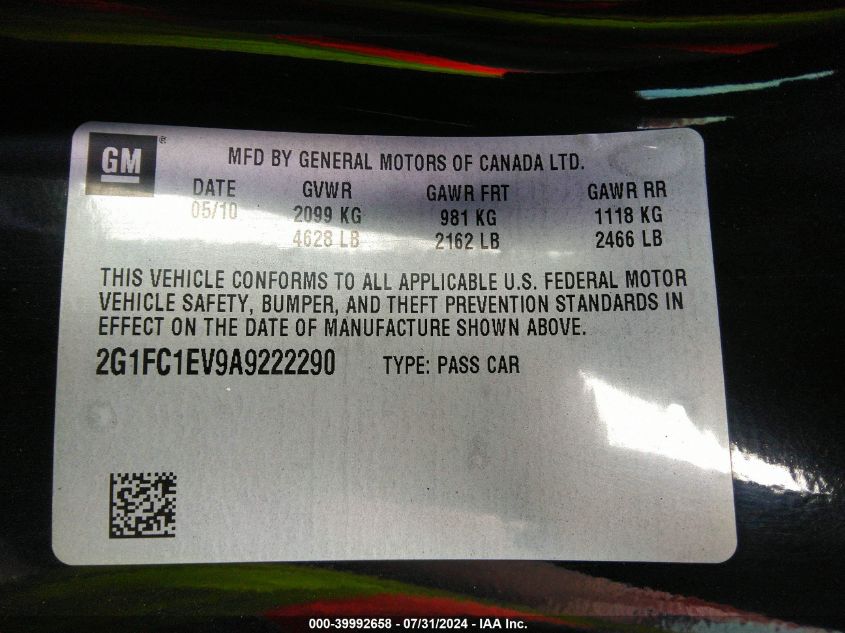 GM ®
MFD BY GENERAL MOTORS OF CANADA LTD.
DATE GVWR GAWR FRT GAWR RR
05/10 2099 KG 981 KG 1118 KG
4628 LB 2162 LB 2466 LB
THIS VEHICLE CONFORMS TO ALL APPLICABLE U.S. FEDERAL MOTOR
VEHICLE SAFETY, BUMPER, AND THEFT PREVENTION STANDARDS IN
EFFECT ON THE DATE OF MANUFACTURE SHOWN ABOVE.
2G1FC1EV9A9222290 TYPE: PASS CAR
000-39992658 - 07/31/2024 - IAA Inc.